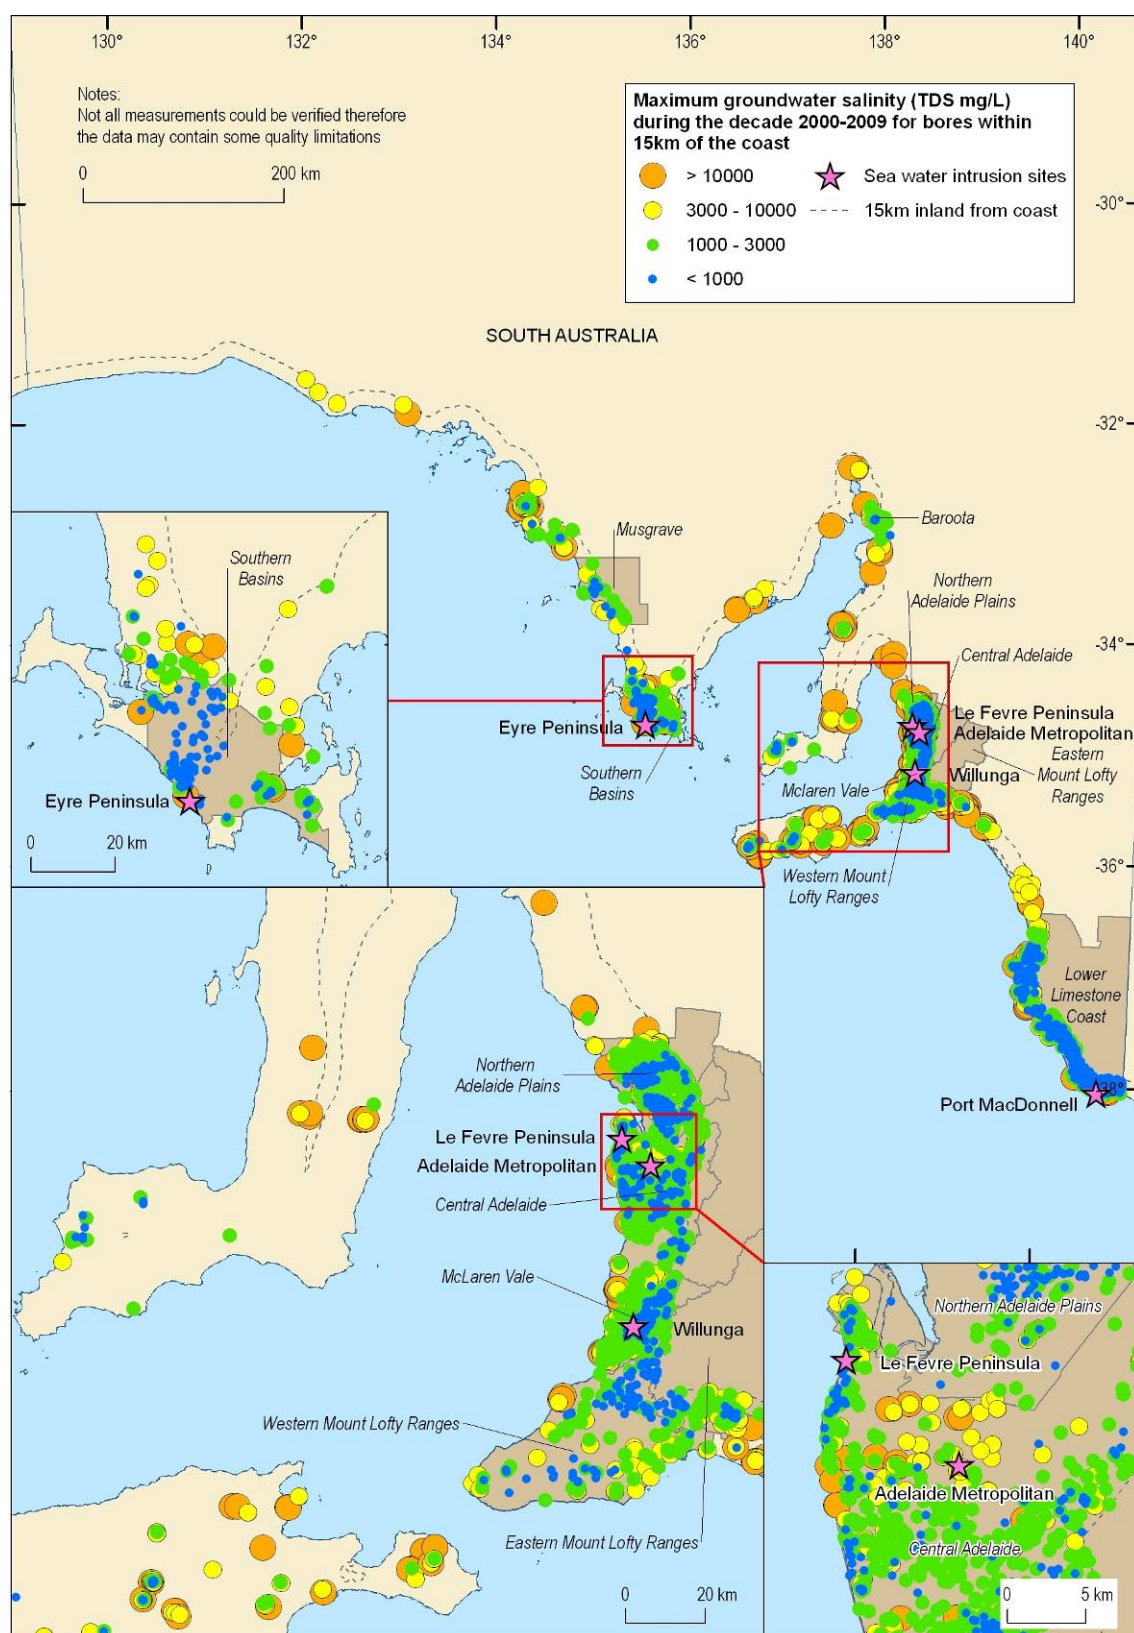 130°
132°
134°
136°
138°
140°
Notes:
Not all measurements could be verified therefore
the data may contain some quality limitations
0
200 km
Maximum groundwater salinity (TDS mg/L)
during the decade 2000-2009 for bores within
15km of the coast
> 10000
Sea water intrusion sites
3000 - 10000
15km inland from coast
1000 - 3000
< 1000
-30°
SOUTH AUSTRALIA
-32°
Musgrave
Baroota
Northern
Adelaide Plains
-34°
Central Adelaide
Le Fevre Peninsula
Adelaide Metropolitan
Eastern
Mount Lofty
Ranges
Willunga
Mclaren Vale
Eyre Peninsula
Southern
Basins
Western Mount
Lofty Ranges
-36°
Lower
Limestone
Coast
-38°
Port MacDonnell
Southern
Basins
Eyre Peninsula
0
20 km
Northern
Adelaide Plains
Le Fevre Peninsula
Adelaide Metropolitan
Central Adelaide
McLaren Vale
Willunga
Western Mount Lofty Ranges
Eastern Mount Lofty Ranges
0
20 km
Northern Adelaide Plains
Le Fevre Peninsula
Adelaide Metropolitan
Central Adelaide
0
5 km